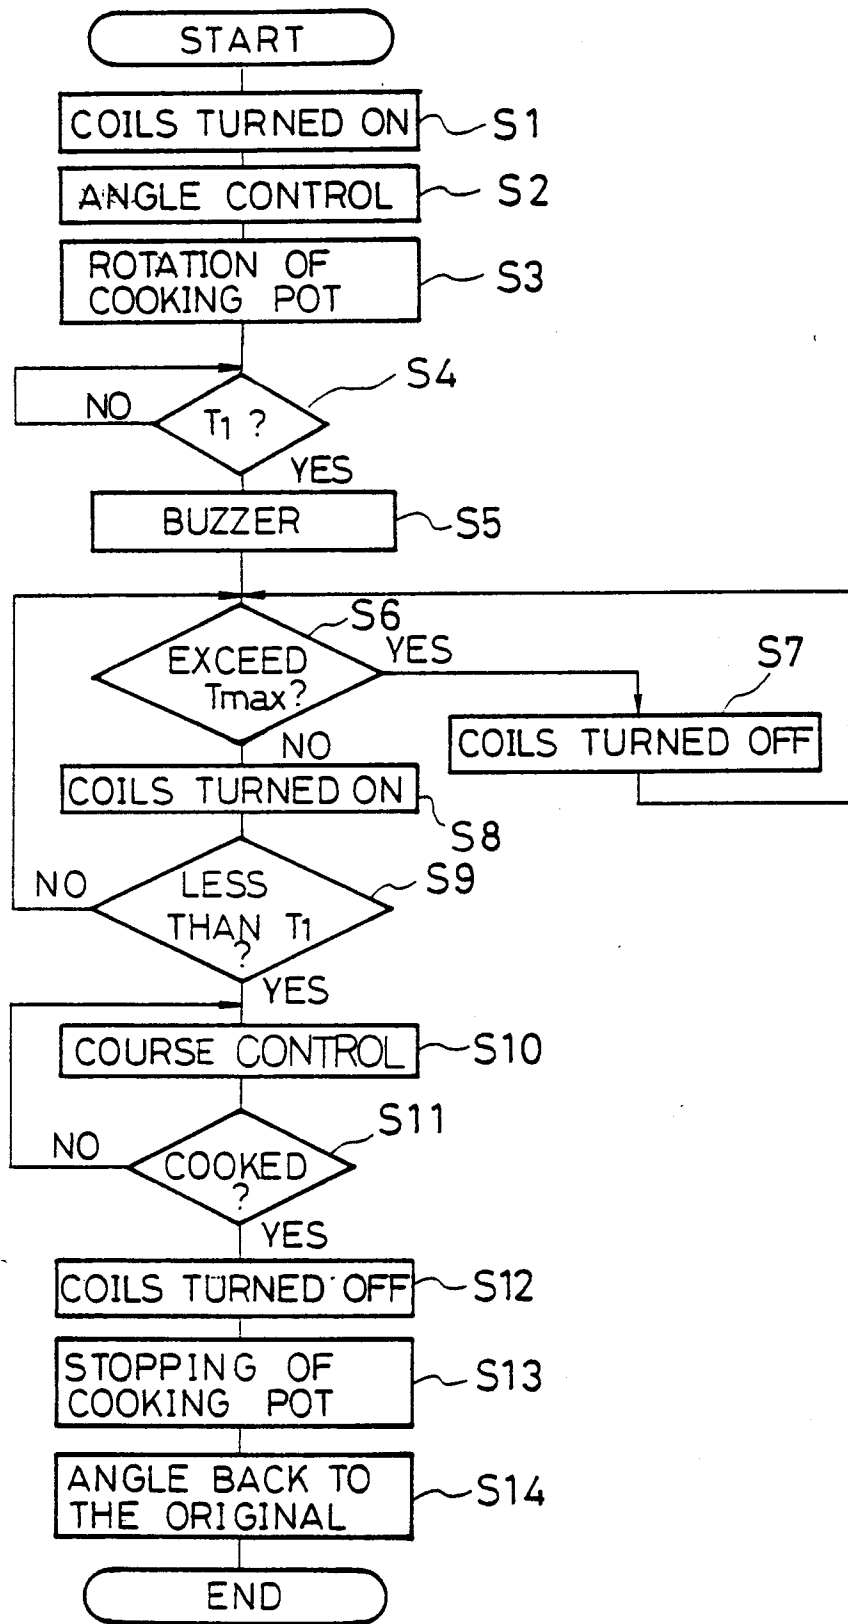 START
COILS TURNED ON
S1
ANGLE CONTROL
S2
ROTATION OF
COOKING POT
S3
S4
NO
T1 ?
YES
BUZZER
S5
S6
EXCEED
Tmax?
YES
S7
COILS TURNED OFF
NO
COILS TURNED ON
S8
S9
NO
LESS
THAN T1
?
YES
COURSE CONTROL
S10
S11
NO
COOKED
?
YES
COILS TURNED OFF
S12
STOPPING OF
COOKING POT
S13
ANGLE BACK TO
THE ORIGINAL
S14
END